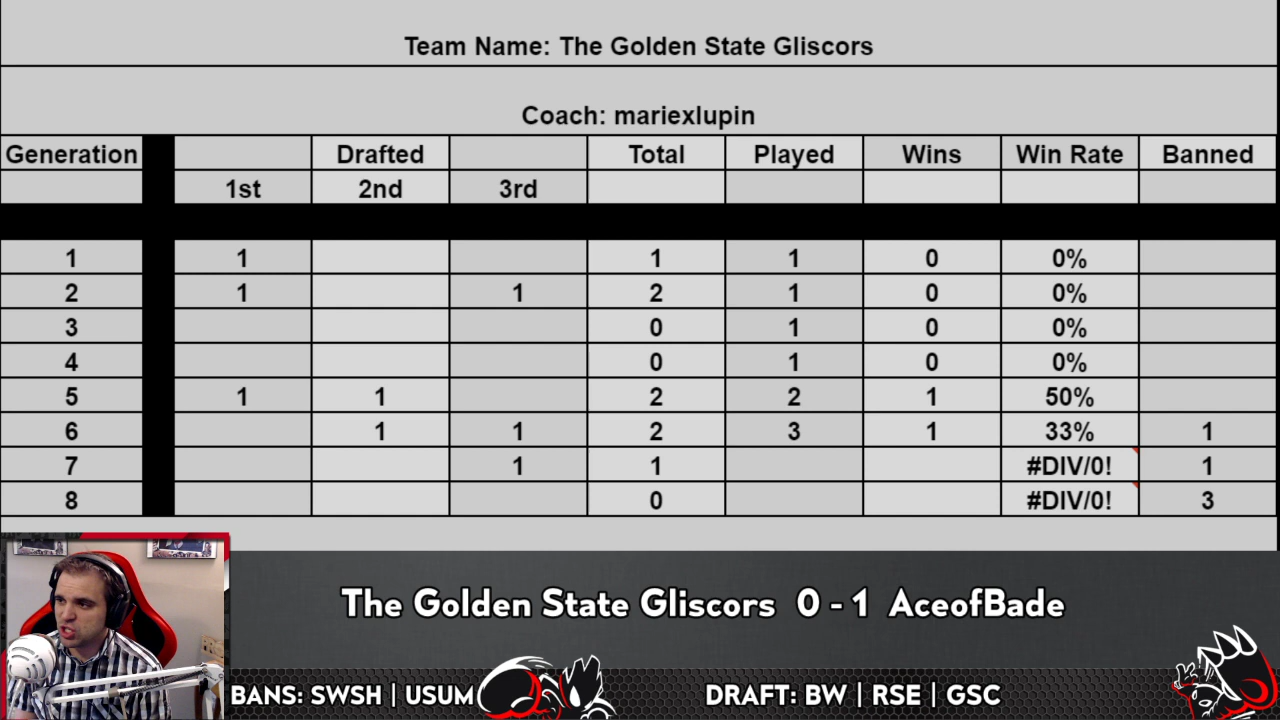 Team Name: The Golden State Gliscors
Coach: mariexlupin
Generation Drafted Total Played Wins Win Rate Banned
1st 2nd 3rd
1 1 1 1 0 0%
2 1 1 2 1 0 0%
3 0 1 0 0%
4 0 1 0 0%
5 1 1 2 2 1 50%
6 1 1 2 3 1 33% 1
7 1 1 #DIV/0! 1
8 0 #DIV/0! 3
The Golden State Gliscors 0 - 1 AceofBade
BANS: SWSH | USUM DRAFT: BW | RSE | GSC